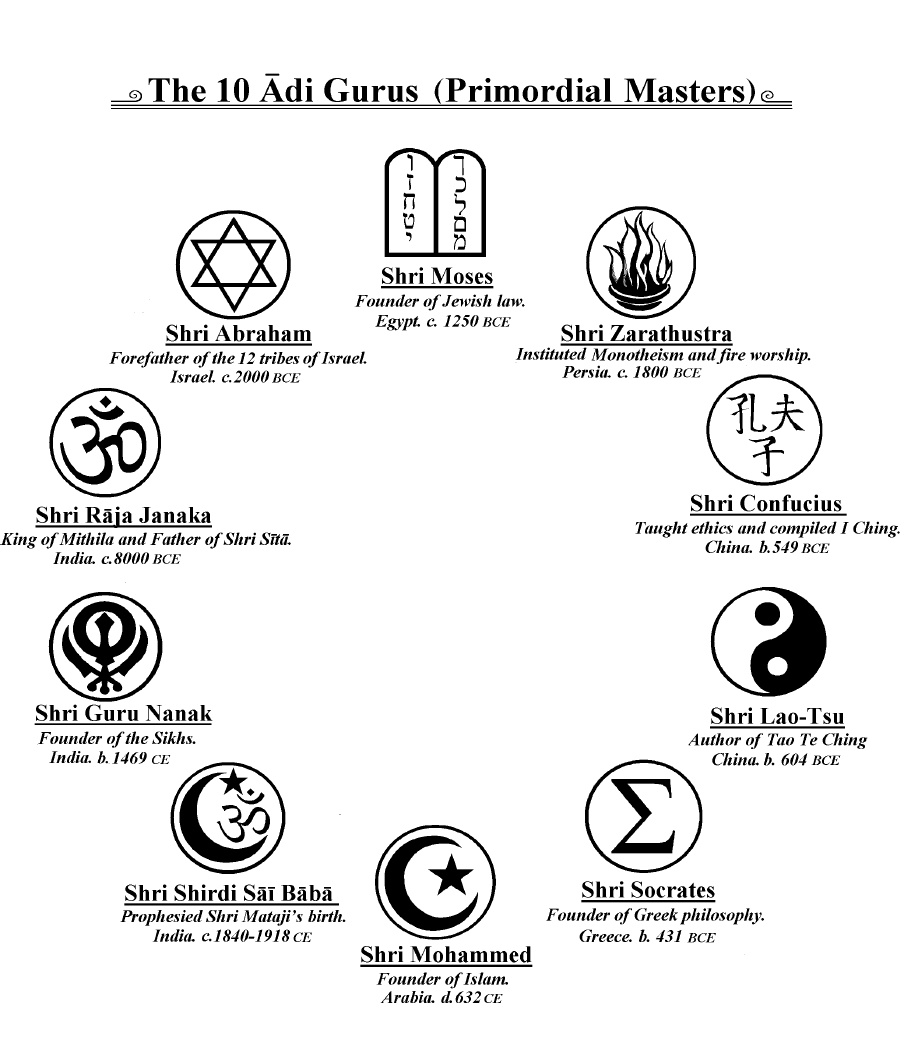 The 10 Ādi Gurus (Primordial Masters)
Shri Moses
Founder of Jewish law.
Egypt. c. 1250 BCE
Shri Zarathustra
Instituted Monotheism and fire worship.
Persia. c. 1800 BCE
孔夫
子
Shri Confucius
Taught ethics and compiled I Ching.
China. b.549 BCE
Shri Lao-Tsu
Author of Tao Te Ching
China. b. 604 BCE
Σ
Shri Socrates
Founder of Greek philosophy.
Greece. b. 431 BCE
Shri Mohammed
Founder of Islam.
Arabia. d.632 CE
ॐ
Shri Shirdi Sāī Bābā
Prophesied Shri Mataji's birth.
India. c.1840-1918 CE
Shri Guru Nanak
Founder of the Sikhs.
India. b.1469 CE
ॐ
Shri Rāja Janaka
King of Mithila and Father of Shri Sītā.
India. c.8000 BCE
Shri Abraham
Forefather of the 12 tribes of Israel.
Israel. c.2000 BCE